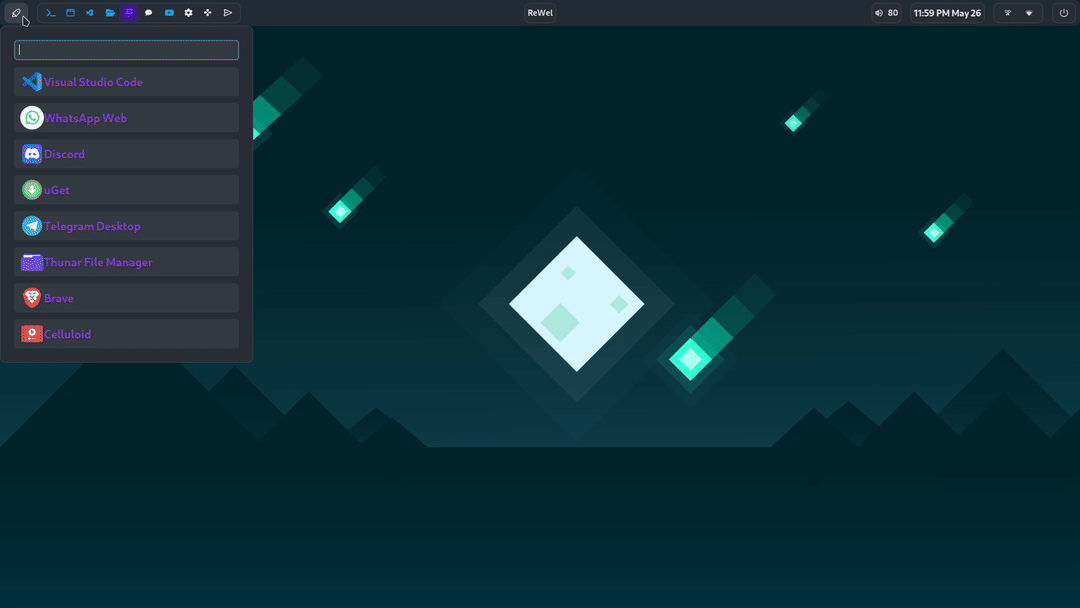 ReWel
80
11:59 PM May 26
Visual Studio Code
WhatsApp Web
Discord
uGet
Telegram Desktop
Thunar File Manager
Brave
Celluloid